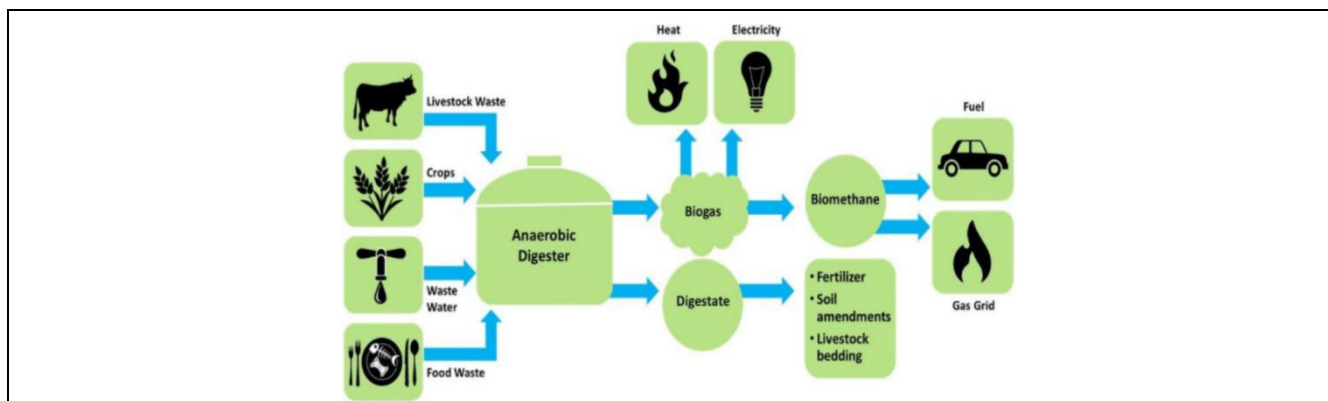 Heat
Electricity
Livestock Waste
Fuel
Crops
Biogas
Biomethane
Anaerobic
Digester
Waste
Water
Digestate
• Fertilizer
• Soil
amendments
• Livestock
bedding
Gas Grid
Food Waste